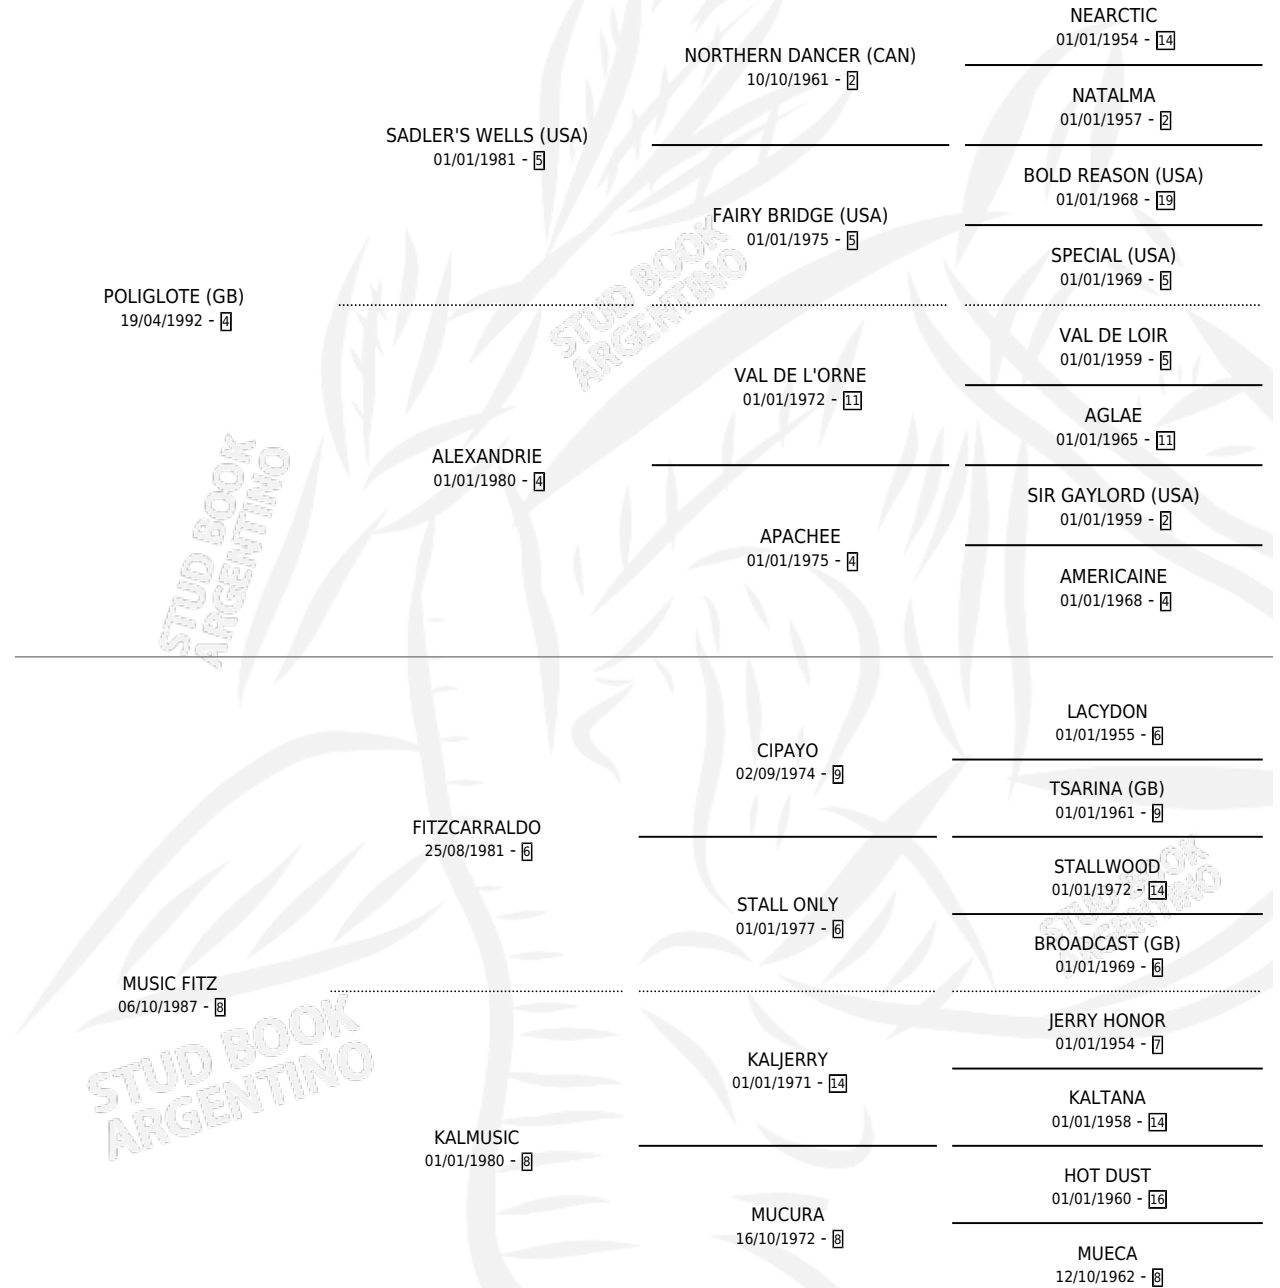 NEARCTIC
01/01/1954 - 14
NORTHERN DANCER (CAN)
10/10/1961 - 2
NATALMA
01/01/1957 - 2
SADLER'S WELLS (USA)
01/01/1981 - 5
BOLD REASON (USA)
01/01/1968 - 19
FAIRY BRIDGE (USA)
01/01/1975 - 5
SPECIAL (USA)
01/01/1969 - 5
POLIGLOTE (GB)
19/04/1992 - 4
STUD BOOK
ARGENTINO
VAL DE LOIR
01/01/1959 - 5
VAL DE L'ORNE
01/01/1972 - 11
AGLAE
01/01/1965 - 11
ALEXANDRIE
01/01/1980 - 4
SIR GAYLORD (USA)
01/01/1959 - 2
APACHEE
01/01/1975 - 4
AMERICAINE
01/01/1968 - 4
STUD BOOK
ARGENTINO
LACYDON
01/01/1955 - 6
CIPAYO
02/09/1974 - 9
TSARINA (GB)
01/01/1961 - 9
FITZCARRALDO
25/08/1981 - 6
STALLWOOD
01/01/1972 - 14
STALL ONLY
01/01/1977 - 6
STUD BOOK
ARGENTINO
BROADCAST (GB)
01/01/1969 - 6
MUSIC FITZ
06/10/1987 - 8
JERRY HONOR
01/01/1954 - 7
KALJERRY
01/01/1971 - 14
STUD BOOK
ARGENTINO
KALTANA
01/01/1958 - 14
KALMUSIC
01/01/1980 - 8
HOT DUST
01/01/1960 - 16
MUCURA
16/10/1972 - 8
MUECA
12/10/1962 - 8